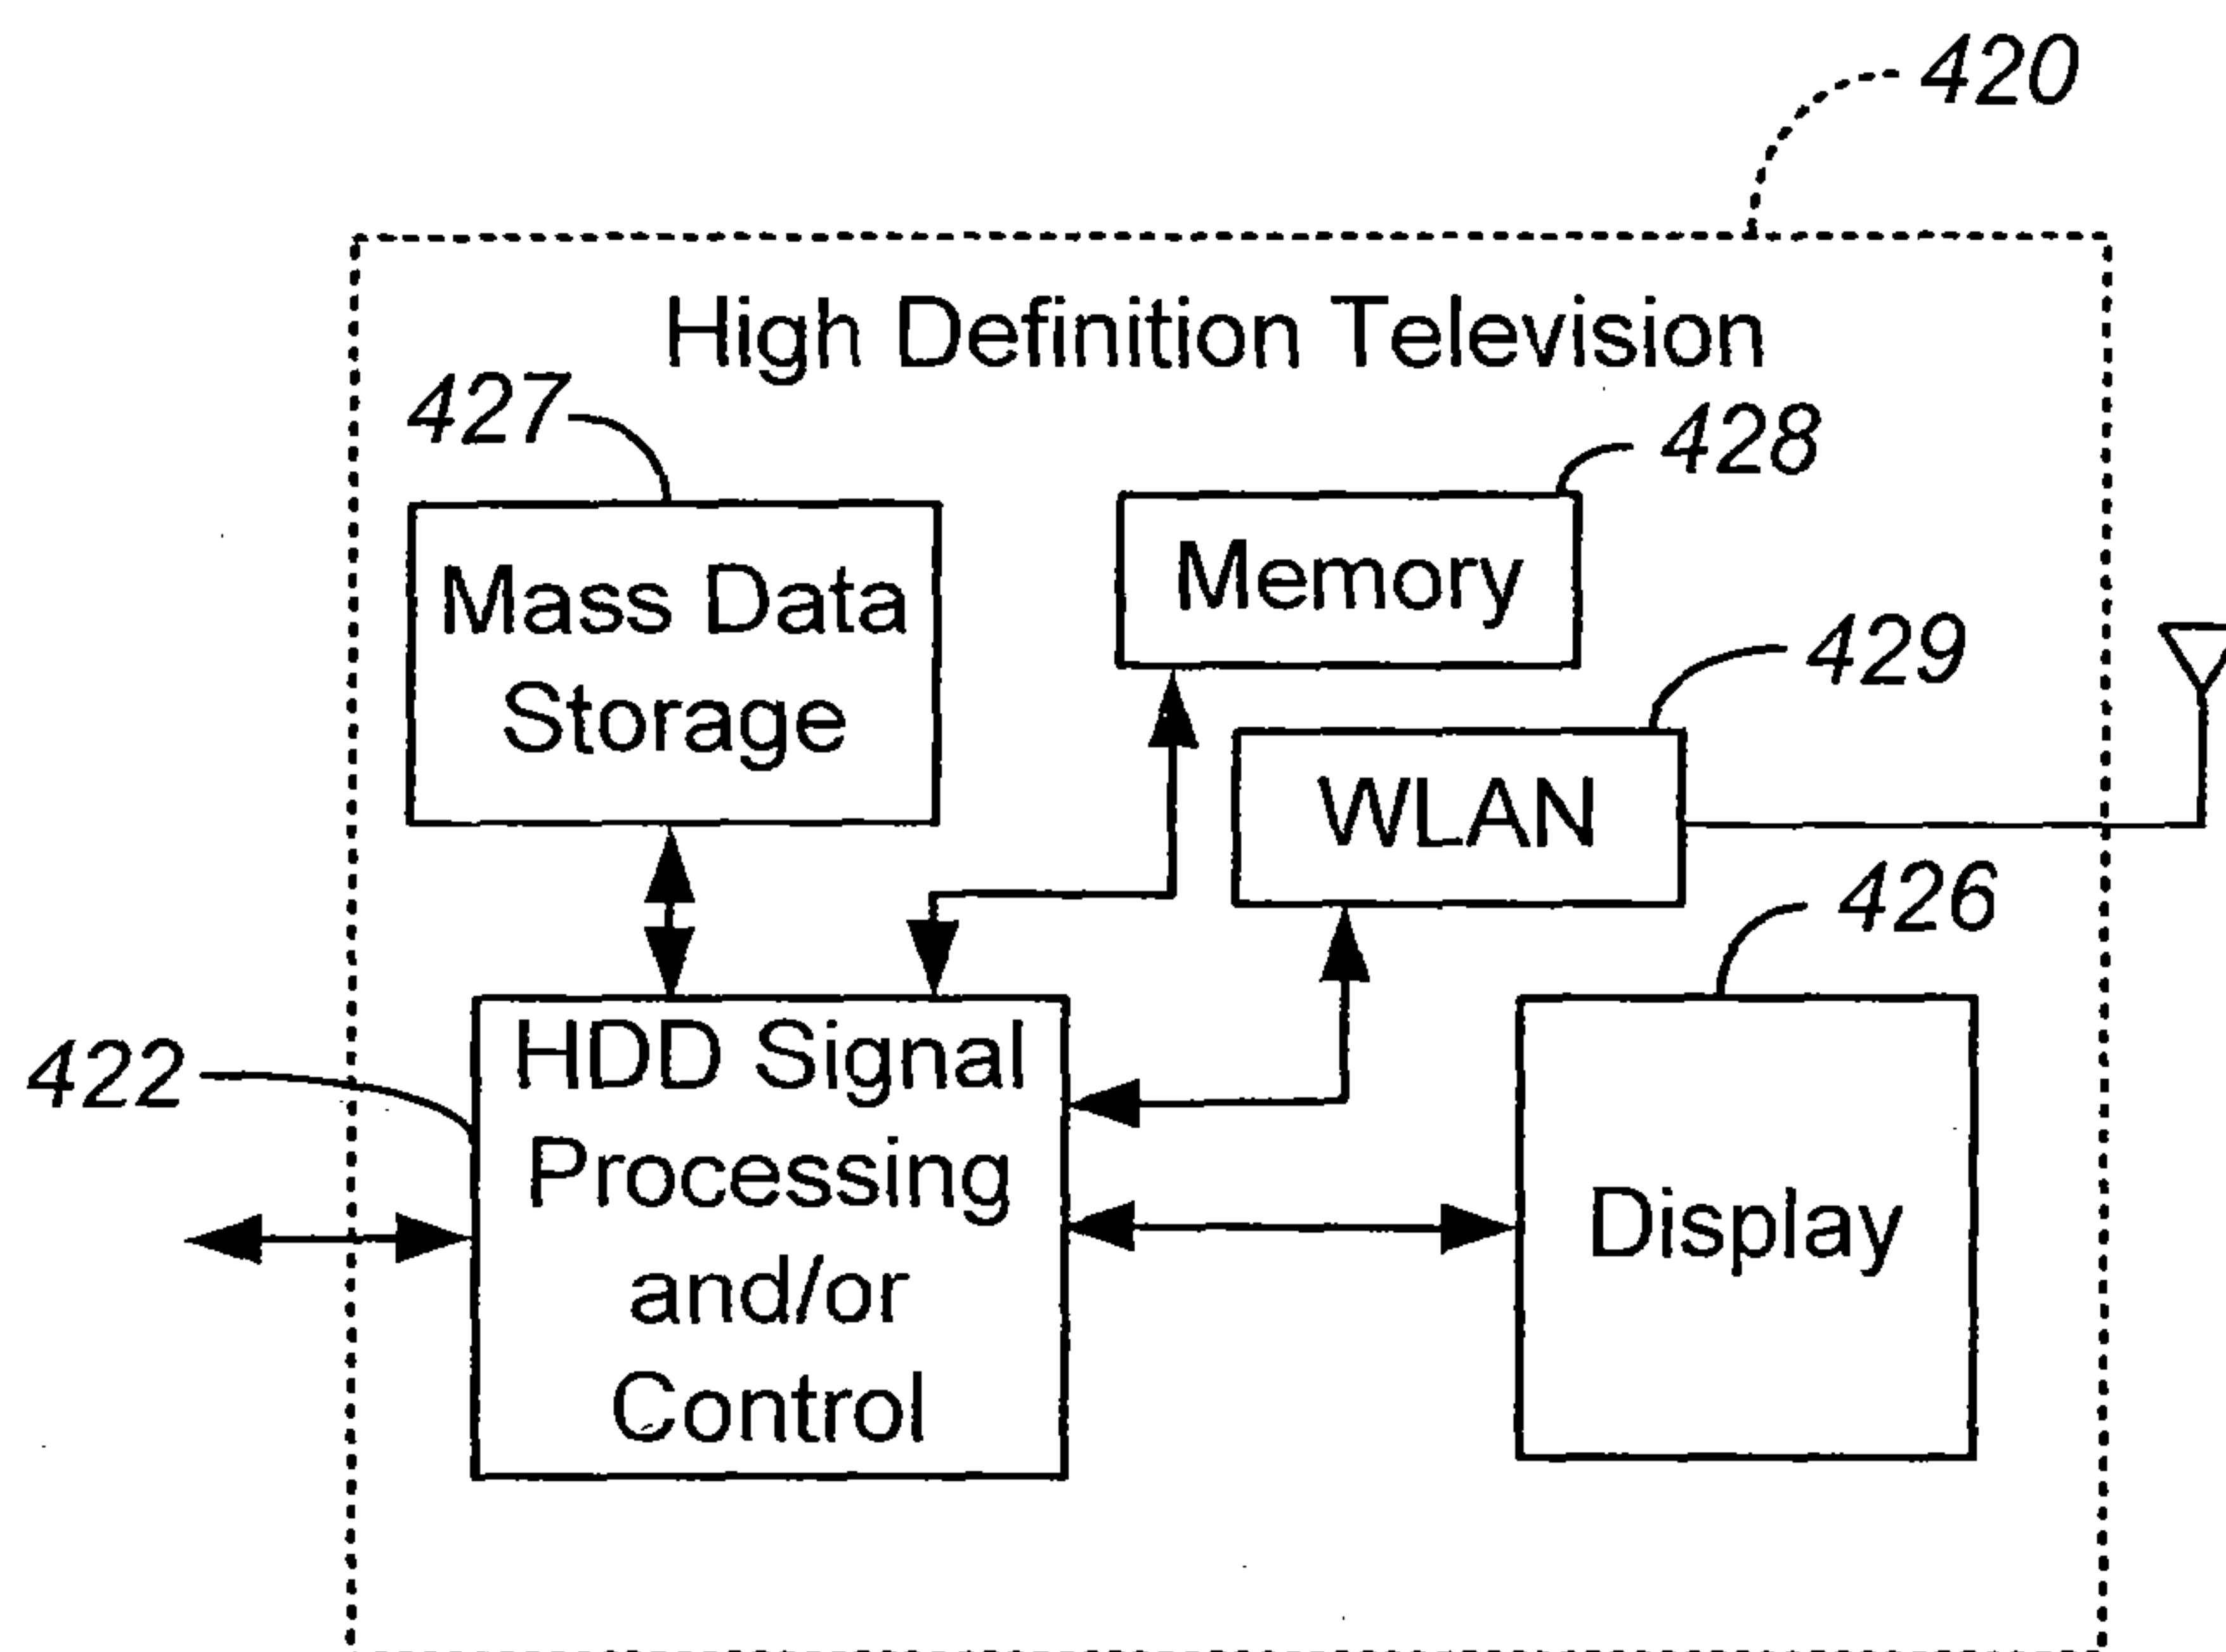 420
High Definition Television
427
428
Mass Data
Storage
Memory
429
WLAN
426
422
HDD Signal
Processing
and/or
Control
Display